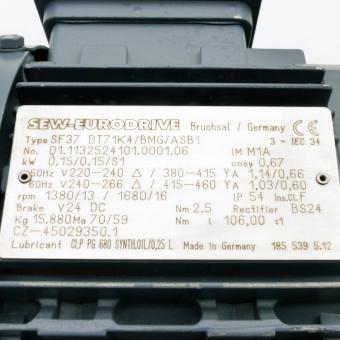 SEW-EURODRIVE Bruchsal / Germany CE
Type SF37 DT71K4/BMG/ASB1 3 ~ IEC 34
No. 01.1132524101.0001.06 IM M1A
kW 0.15/0.15/S1 cosφ 0,67
50Hz V220-240 △ / 380-415 YA 1.14/0.66
60Hz V240-266 △ / 415-460 YA 1.03/0.60
rpm 1380/13 / 1680/16 IP 54 Ins.Cl.F
Brake V24 DC Nm 2.5 Rectifier BS24
Kg 15.880 Ma 70/59 i 106,00 :1
CZ-45029350.1
Lubricant CLP PG 680 SYNTH.ÖL/0,25 L Made in Germany 185 539 5.12